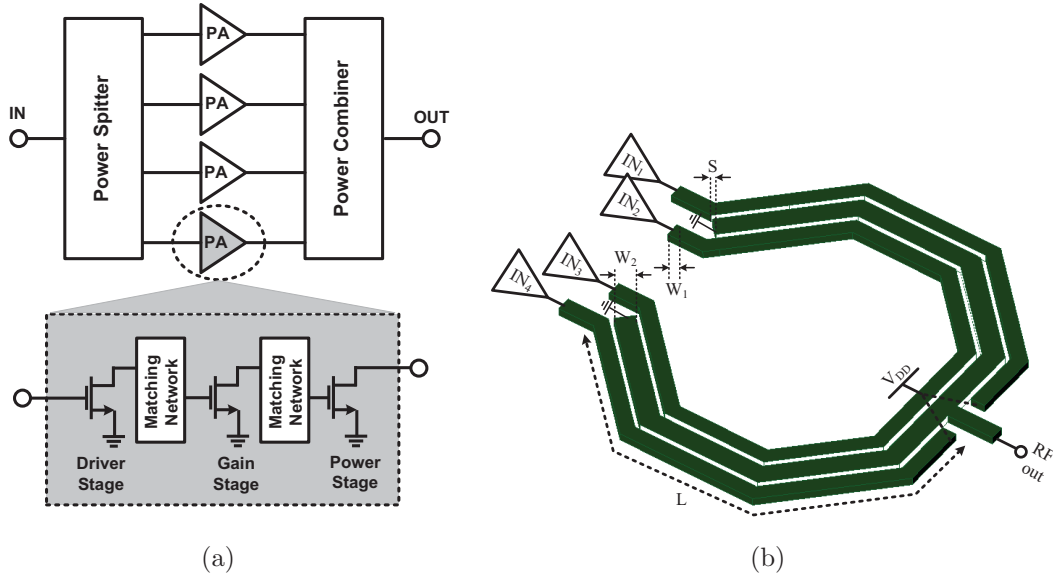 IN
Power Spitter
PA
PA
PA
PA
Power Combiner
OUT
Matching
Network
Matching
Network
Driver
Stage
Gain
Stage
Power
Stage
(a)
IN₁
IN₂
IN₃
IN₄
S
W₂
W₁
V_DD
RF
out
L
(b)